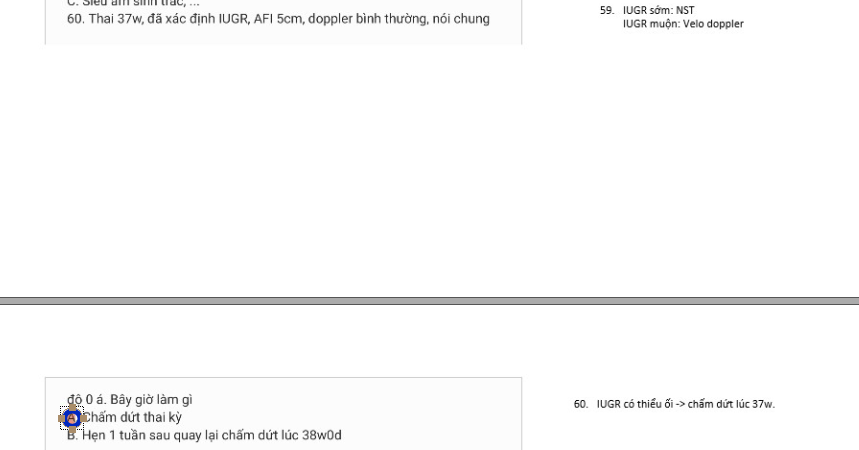 C. Siêu âm sinh trắc, ...
60. Thai 37w, đã xác định IUGR, AFI 5cm, doppler bình thường, nói chung
59. IUGR sớm: NST
IUGR muộn: Velo doppler
độ 0 á. Bây giờ làm gì
A. Chấm dứt thai kỳ
B. Hẹn 1 tuần sau quay lại chấm dứt lúc 38w0d
60. IUGR có thiểu ối -> chấm dứt lúc 37w.